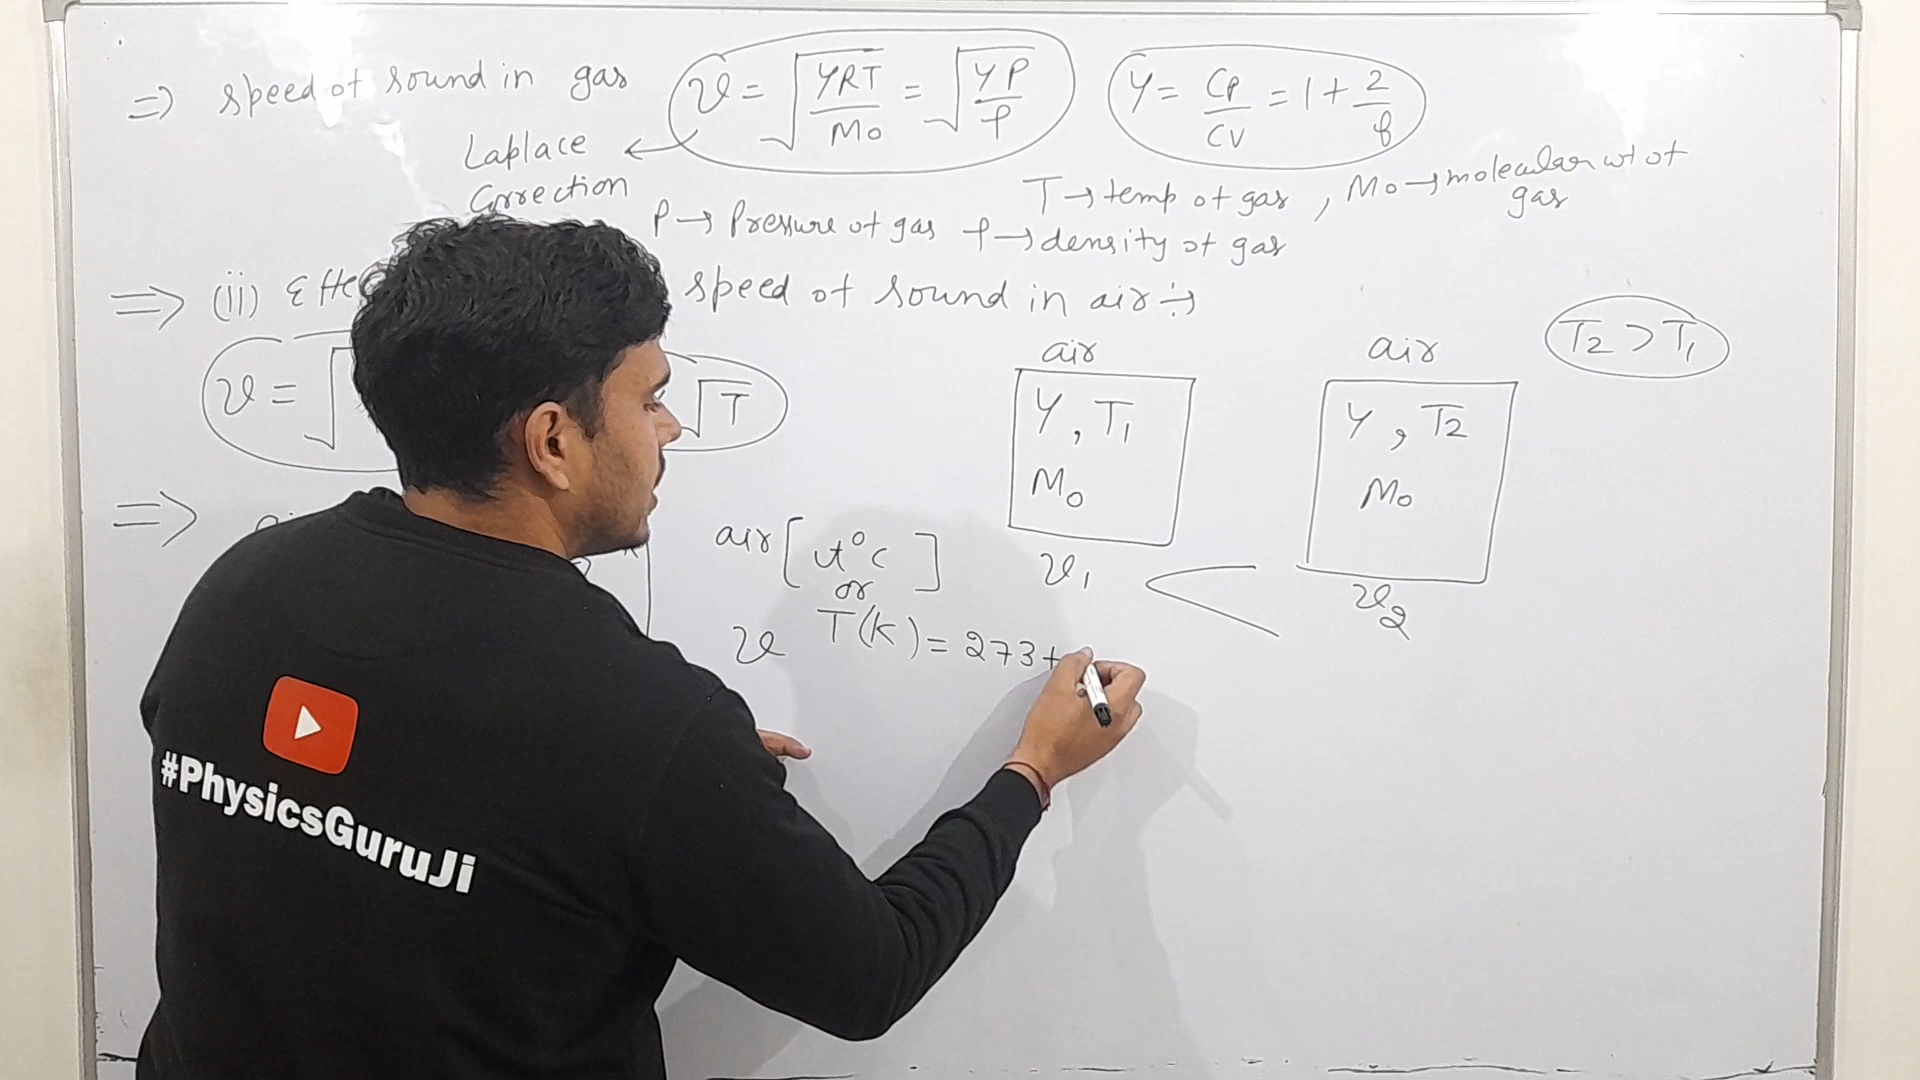 => speed of sound in gas v = √(γRT/M0) = √(γP/ρ) γ = CP/CV = 1 + 2/f
Laplace Correction
T → temp of gas, M0 → molecular wt of gas
P → Pressure of gas ρ → density of gas
=> (ii) speed of sound in air :→
v = √ √T
air air T2 > T1
γ, T1 γ, T2
M0 M0
v1 < v2
=> air [ t°c or T(K) = 273 +
v
#PhysicsGuruJi